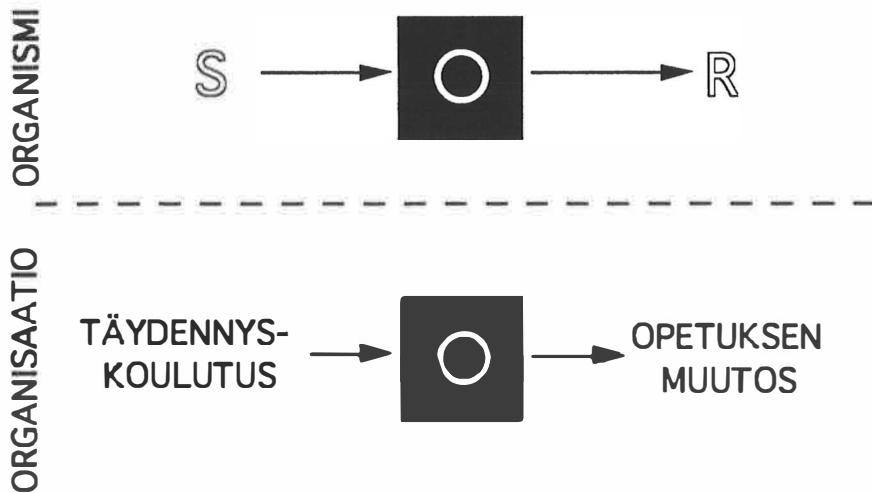 ORGANISMI
S O R
ORGANISAATIO
TÄYDENNYS-
KOULUTUS
O
OPETUKSEN
MUUTOS